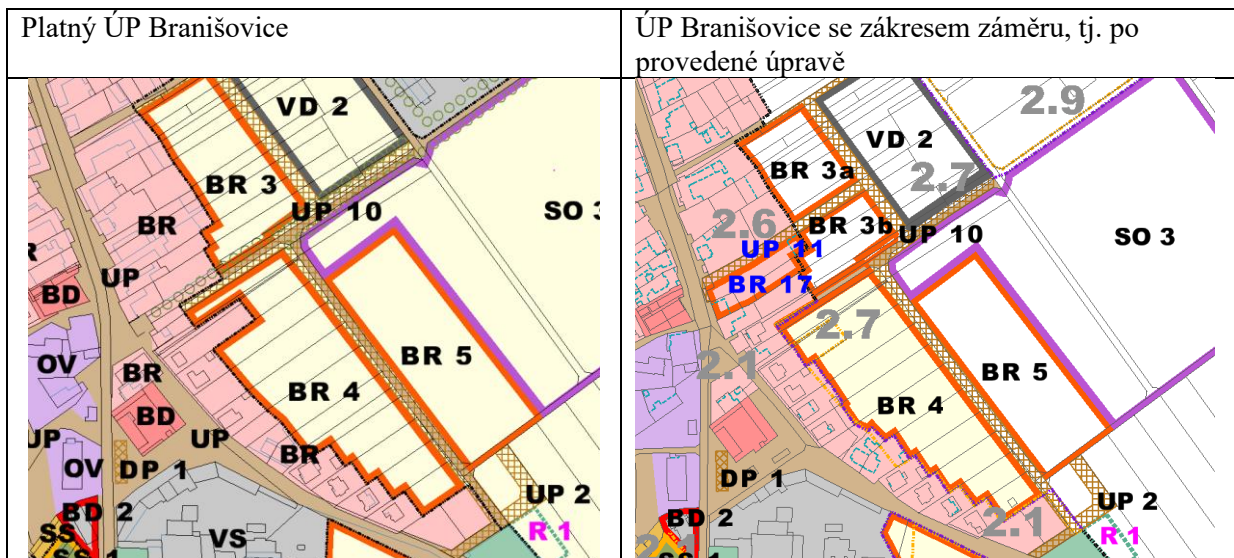 Platný ÚP Branišovice
ÚP Branišovice se zákresem záměru, tj. po
provedené úpravě
VD 2
BR 3
UP 10
SO 3
BR
R
UP
BD
BR 5
OV
BR 4
BR
BD
UP
UP
BR
OV
DP 1
UP 2
BD 2
SS
VS
R 1
SS 1
2.9
VD 2
BR 3a
2.7
2.6
BR 3b
UP 10
SO 3
UP 11
BR 17
2.7
2.1
BR 5
BR 4
DP 1
UP 2
BD 2
2.1
R 1